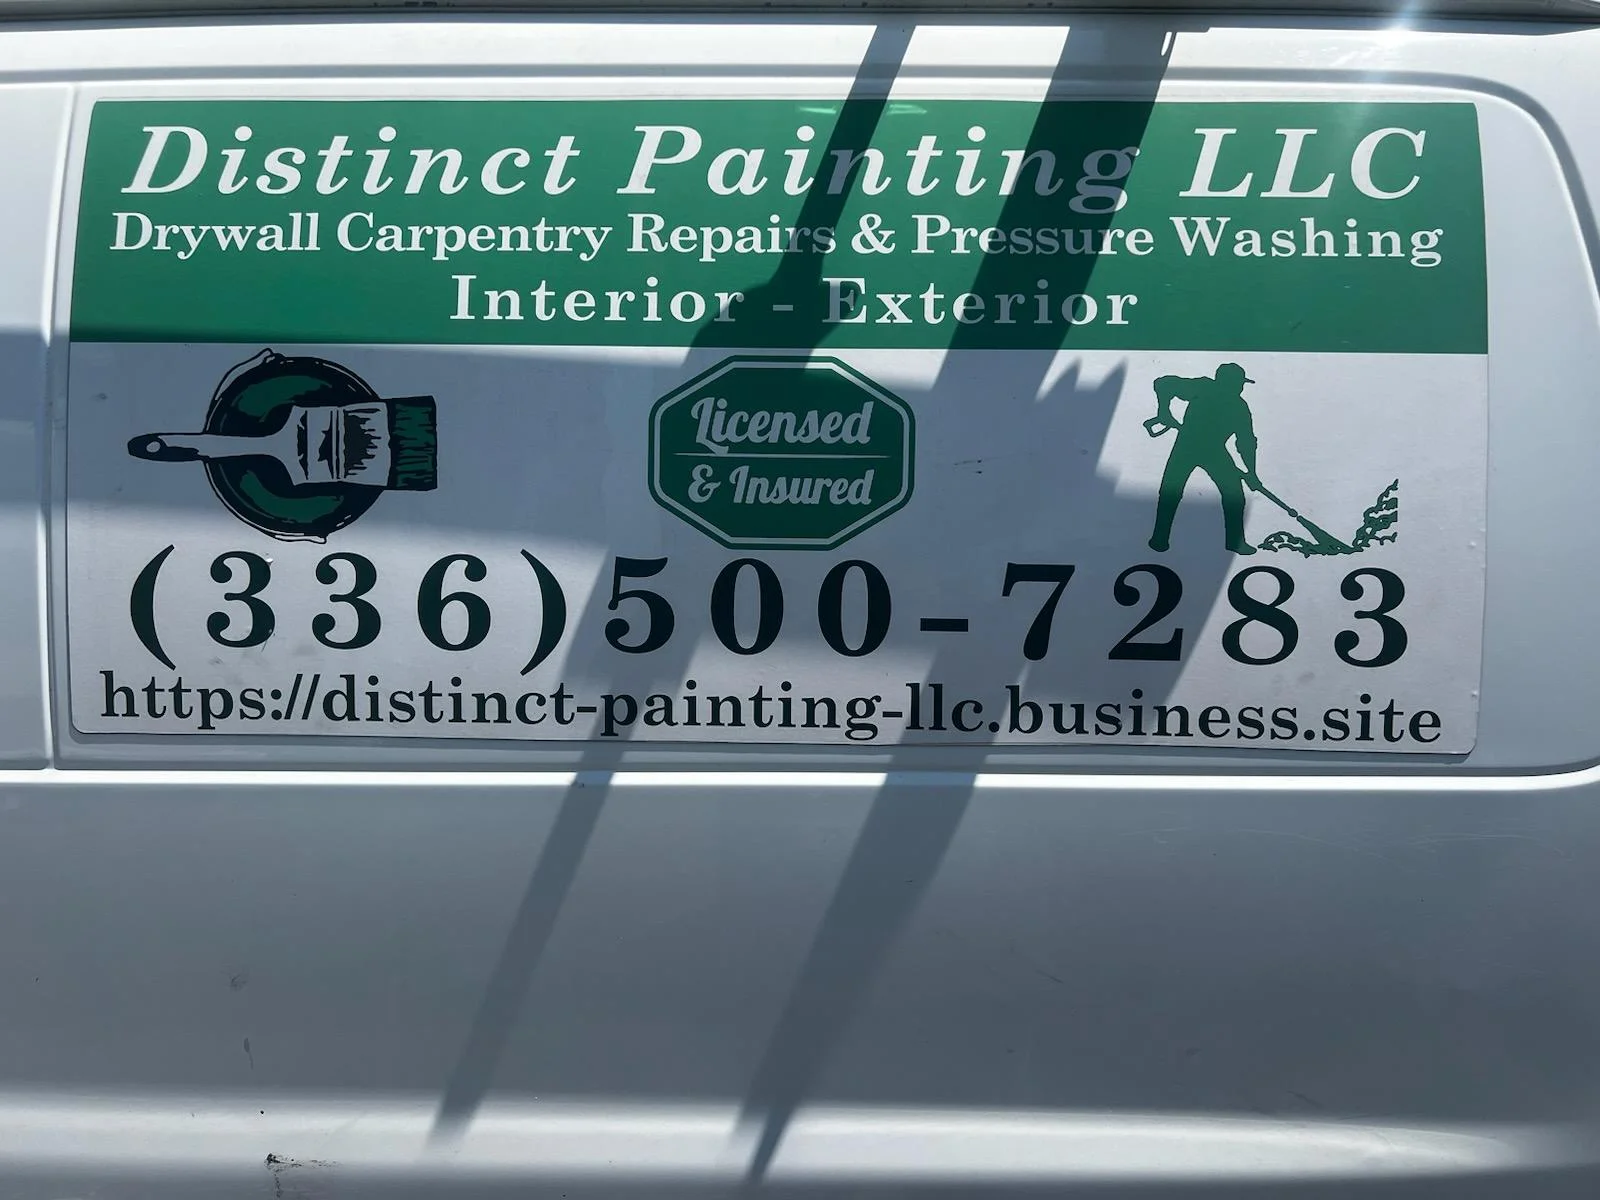 Distinct Painting LLC
Drywall Carpentry Repairs & Pressure Washing
Interior - Exterior
Licensed
& Insured
(336)500-7283
https://distinct-painting-llc.business.site